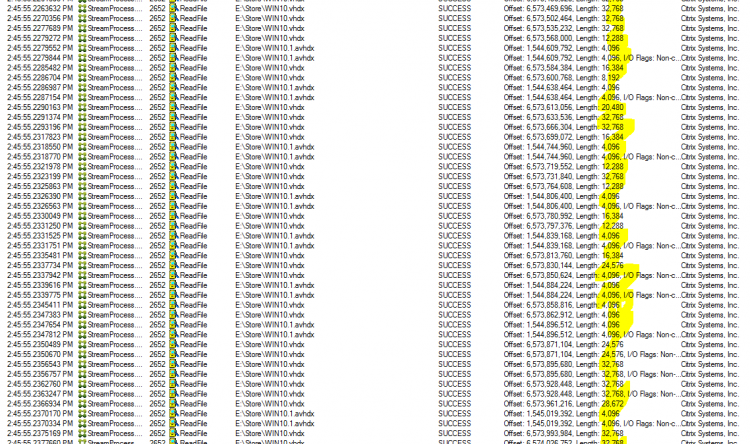 2:45:55.2263632 PM StreamProcess.... 2652 ReadFile E:\Store\WIN10.vhdx SUCCESS Offset: 6,573,469,696, Length: 32,768 Citrix Systems, Inc.
2:45:55.2270356 PM StreamProcess.... 2652 ReadFile E:\Store\WIN10.vhdx SUCCESS Offset: 6,573,502,464, Length: 32,768 Citrix Systems, Inc.
2:45:55.2277689 PM StreamProcess.... 2652 ReadFile E:\Store\WIN10.vhdx SUCCESS Offset: 6,573,535,232, Length: 32,768 Citrix Systems, Inc.
2:45:55.2279272 PM StreamProcess.... 2652 ReadFile E:\Store\WIN10.vhdx SUCCESS Offset: 6,573,568,000, Length: 12,288 Citrix Systems, Inc.
2:45:55.2279552 PM StreamProcess.... 2652 ReadFile E:\Store\WIN10.1.avhdx SUCCESS Offset: 1,544,609,792, Length: 4,096 Citrix Systems, Inc.
2:45:55.2279844 PM StreamProcess.... 2652 ReadFile E:\Store\WIN10.1.avhdx SUCCESS Offset: 1,544,609,792, Length: 4,096, I/O Flags: Non-c... Citrix Systems, Inc.
2:45:55.2285482 PM StreamProcess.... 2652 ReadFile E:\Store\WIN10.vhdx SUCCESS Offset: 6,573,584,384, Length: 16,384 Citrix Systems, Inc.
2:45:55.2286704 PM StreamProcess.... 2652 ReadFile E:\Store\WIN10.vhdx SUCCESS Offset: 6,573,600,768, Length: 8,192 Citrix Systems, Inc.
2:45:55.2286987 PM StreamProcess.... 2652 ReadFile E:\Store\WIN10.1.avhdx SUCCESS Offset: 1,544,638,464, Length: 4,096 Citrix Systems, Inc.
2:45:55.2287154 PM StreamProcess.... 2652 ReadFile E:\Store\WIN10.1.avhdx SUCCESS Offset: 1,544,638,464, Length: 4,096, I/O Flags: Non-c... Citrix Systems, Inc.
2:45:55.2290163 PM StreamProcess.... 2652 ReadFile E:\Store\WIN10.vhdx SUCCESS Offset: 6,573,613,056, Length: 20,480 Citrix Systems, Inc.
2:45:55.2291374 PM StreamProcess.... 2652 ReadFile E:\Store\WIN10.vhdx SUCCESS Offset: 6,573,633,536, Length: 32,768 Citrix Systems, Inc.
2:45:55.2293196 PM StreamProcess.... 2652 ReadFile E:\Store\WIN10.vhdx SUCCESS Offset: 6,573,666,304, Length: 32,768 Citrix Systems, Inc.
2:45:55.2317823 PM StreamProcess.... 2652 ReadFile E:\Store\WIN10.vhdx SUCCESS Offset: 6,573,699,072, Length: 16,384 Citrix Systems, Inc.
2:45:55.2318550 PM StreamProcess.... 2652 ReadFile E:\Store\WIN10.1.avhdx SUCCESS Offset: 1,544,744,960, Length: 4,096 Citrix Systems, Inc.
2:45:55.2318770 PM StreamProcess.... 2652 ReadFile E:\Store\WIN10.1.avhdx SUCCESS Offset: 1,544,744,960, Length: 4,096, I/O Flags: Non-c... Citrix Systems, Inc.
2:45:55.2321978 PM StreamProcess.... 2652 ReadFile E:\Store\WIN10.vhdx SUCCESS Offset: 6,573,719,552, Length: 12,288 Citrix Systems, Inc.
2:45:55.2323199 PM StreamProcess.... 2652 ReadFile E:\Store\WIN10.vhdx SUCCESS Offset: 6,573,731,840, Length: 32,768 Citrix Systems, Inc.
2:45:55.2325863 PM StreamProcess.... 2652 ReadFile E:\Store\WIN10.vhdx SUCCESS Offset: 6,573,764,608, Length: 12,288 Citrix Systems, Inc.
2:45:55.2326390 PM StreamProcess.... 2652 ReadFile E:\Store\WIN10.1.avhdx SUCCESS Offset: 1,544,806,400, Length: 4,096 Citrix Systems, Inc.
2:45:55.2326563 PM StreamProcess.... 2652 ReadFile E:\Store\WIN10.1.avhdx SUCCESS Offset: 1,544,806,400, Length: 4,096, I/O Flags: Non-c... Citrix Systems, Inc.
2:45:55.2330049 PM StreamProcess.... 2652 ReadFile E:\Store\WIN10.vhdx SUCCESS Offset: 6,573,780,992, Length: 16,384 Citrix Systems, Inc.
2:45:55.2331250 PM StreamProcess.... 2652 ReadFile E:\Store\WIN10.vhdx SUCCESS Offset: 6,573,797,376, Length: 12,288 Citrix Systems, Inc.
2:45:55.2331525 PM StreamProcess.... 2652 ReadFile E:\Store\WIN10.1.avhdx SUCCESS Offset: 1,544,839,168, Length: 4,096 Citrix Systems, Inc.
2:45:55.2331751 PM StreamProcess.... 2652 ReadFile E:\Store\WIN10.1.avhdx SUCCESS Offset: 1,544,839,168, Length: 4,096, I/O Flags: Non-c... Citrix Systems, Inc.
2:45:55.2335481 PM StreamProcess.... 2652 ReadFile E:\Store\WIN10.vhdx SUCCESS Offset: 6,573,813,760, Length: 16,384 Citrix Systems, Inc.
2:45:55.2337734 PM StreamProcess.... 2652 ReadFile E:\Store\WIN10.vhdx SUCCESS Offset: 6,573,830,144, Length: 24,576 Citrix Systems, Inc.
2:45:55.2337942 PM StreamProcess.... 2652 ReadFile E:\Store\WIN10.vhdx SUCCESS Offset: 6,573,850,624, Length: 4,096, I/O Flags: Non-c... Citrix Systems, Inc.
2:45:55.2339616 PM StreamProcess.... 2652 ReadFile E:\Store\WIN10.1.avhdx SUCCESS Offset: 1,544,884,224, Length: 4,096 Citrix Systems, Inc.
2:45:55.2339775 PM StreamProcess.... 2652 ReadFile E:\Store\WIN10.1.avhdx SUCCESS Offset: 1,544,884,224, Length: 4,096, I/O Flags: Non-c... Citrix Systems, Inc.
2:45:55.2345411 PM StreamProcess.... 2652 ReadFile E:\Store\WIN10.vhdx SUCCESS Offset: 6,573,858,816, Length: 4,096 Citrix Systems, Inc.
2:45:55.2347383 PM StreamProcess.... 2652 ReadFile E:\Store\WIN10.vhdx SUCCESS Offset: 6,573,862,912, Length: 4,096 Citrix Systems, Inc.
2:45:55.2347654 PM StreamProcess.... 2652 ReadFile E:\Store\WIN10.1.avhdx SUCCESS Offset: 1,544,896,512, Length: 4,096 Citrix Systems, Inc.
2:45:55.2347812 PM StreamProcess.... 2652 ReadFile E:\Store\WIN10.1.avhdx SUCCESS Offset: 1,544,896,512, Length: 4,096, I/O Flags: Non-c... Citrix Systems, Inc.
2:45:55.2350489 PM StreamProcess.... 2652 ReadFile E:\Store\WIN10.vhdx SUCCESS Offset: 6,573,871,104, Length: 24,576 Citrix Systems, Inc.
2:45:55.2350670 PM StreamProcess.... 2652 ReadFile E:\Store\WIN10.vhdx SUCCESS Offset: 6,573,871,104, Length: 24,576, I/O Flags: Non-... Citrix Systems, Inc.
2:45:55.2356543 PM StreamProcess.... 2652 ReadFile E:\Store\WIN10.vhdx SUCCESS Offset: 6,573,895,680, Length: 32,768 Citrix Systems, Inc.
2:45:55.2356757 PM StreamProcess.... 2652 ReadFile E:\Store\WIN10.vhdx SUCCESS Offset: 6,573,895,680, Length: 32,768, I/O Flags: Non-... Citrix Systems, Inc.
2:45:55.2362760 PM StreamProcess.... 2652 ReadFile E:\Store\WIN10.vhdx SUCCESS Offset: 6,573,928,448, Length: 32,768 Citrix Systems, Inc.
2:45:55.2363247 PM StreamProcess.... 2652 ReadFile E:\Store\WIN10.vhdx SUCCESS Offset: 6,573,928,448, Length: 32,768, I/O Flags: Non-... Citrix Systems, Inc.
2:45:55.2366934 PM StreamProcess.... 2652 ReadFile E:\Store\WIN10.vhdx SUCCESS Offset: 6,573,961,216, Length: 28,672 Citrix Systems, Inc.
2:45:55.2370170 PM StreamProcess.... 2652 ReadFile E:\Store\WIN10.1.avhdx SUCCESS Offset: 1,545,019,392, Length: 4,096 Citrix Systems, Inc.
2:45:55.2370334 PM StreamProcess.... 2652 ReadFile E:\Store\WIN10.1.avhdx SUCCESS Offset: 1,545,019,392, Length: 4,096, I/O Flags: Non-c... Citrix Systems, Inc.
2:45:55.2375169 PM StreamProcess.... 2652 ReadFile E:\Store\WIN10.vhdx SUCCESS Offset: 6,573,993,984, Length: 32,768 Citrix Systems, Inc.